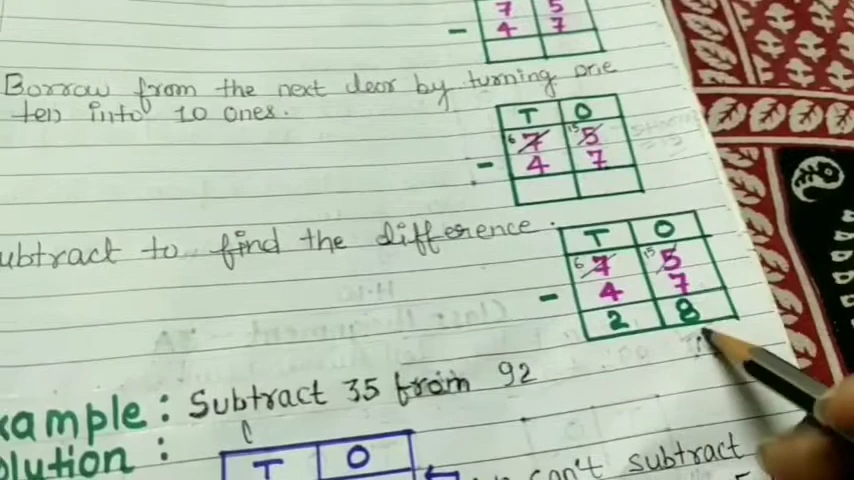 7 5
- 4 7
Borrow from the next door by turning one
ten into 10 ones.
T O
6 7 15 5
- 4 7
ubtract to find the difference.
T O
6 7 15 5
- 4 7
2 8
xample: Subtract 35 from 92
olution :
T O
can't subtract